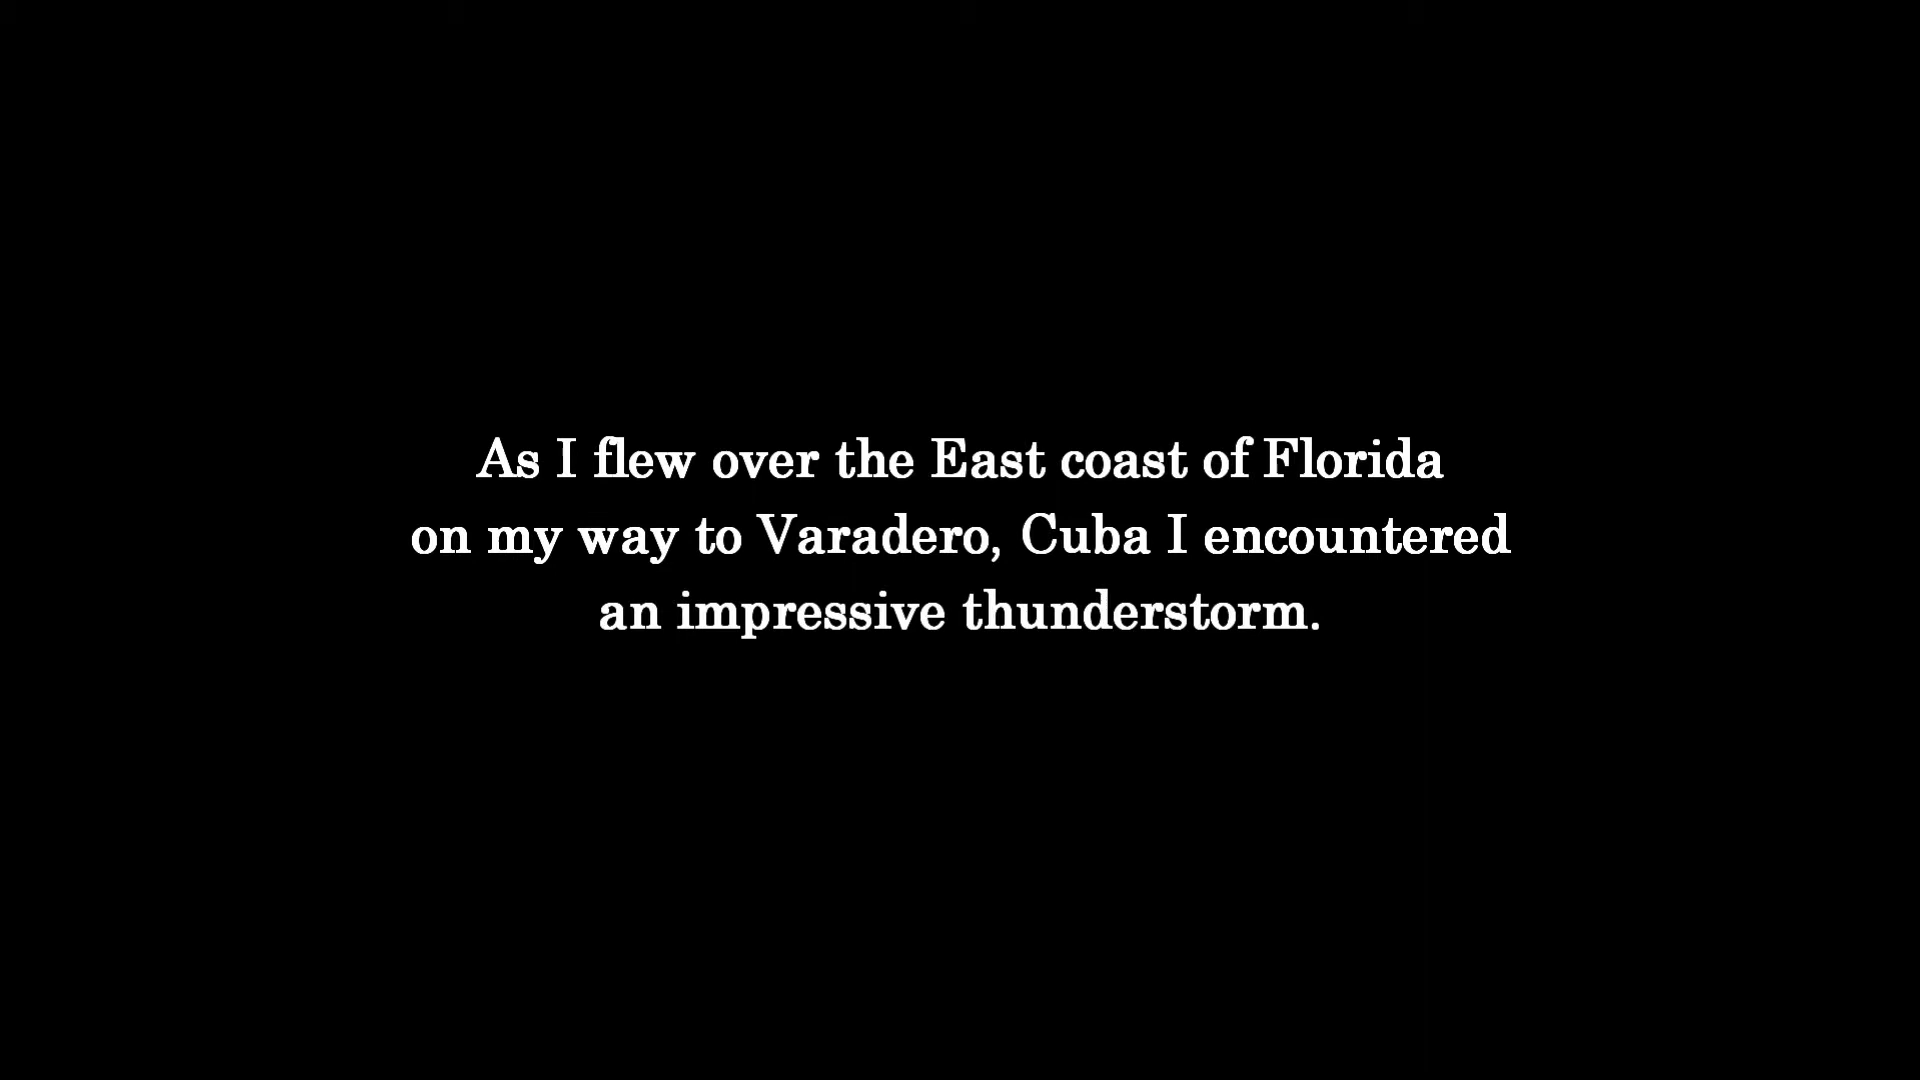 As I flew over the East coast of Florida
on my way to Varadero, Cuba I encountered
an impressive thunderstorm.